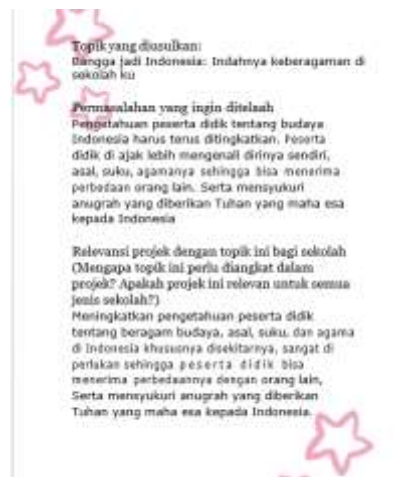 Topik yang diusulkan:
Bangga jadi Indonesia: Indahnya keberagaman di
sekolah ku
Permasalahan yang ingin ditelaah
Pengetahuan peserta didik tentang budaya
Indonesia harus terus ditingkatkan. Peserta
didik di ajak lebih mengenali dirinya sendiri,
asal, suku, agamanya sehingga bisa menerima
perbedaan orang lain. Serta mensyukuri
anugrah yang diberikan Tuhan yang maha esa
kepada Indonesia
Relevansi projek dengan topik ini bagi sekolah
(Mengapa topik ini perlu diangkat dalam
projek? Apakah projek ini relevan untuk semua
jenis sekolah?)
Meningkatkan pengetahuan peserta didik
tentang beragam budaya, asal, suku, dan agama
di Indonesia khususnya disekitarnya, sangat di
perlukan sehingga peserta didik bisa
menerima perbedaannya dengan orang lain,
Serta mensyukuri anugrah yang diberikan
Tuhan yang maha esa kepada Indonesia.